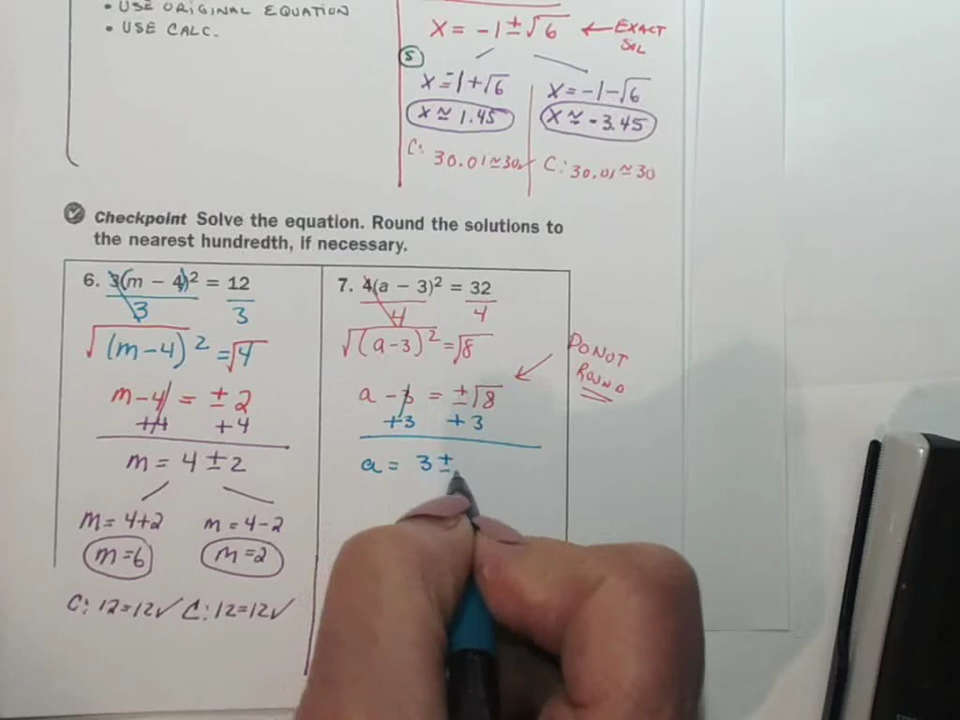 • USE ORIGINAL EQUATION
• USE CALC.
X = -1 ± √6 ← EXACT SOL
5
X = -1 + √6
X = -1 - √6
X ≃ 1.45
X ≃ -3.45
C: 30.01 ≃ 30✓
C: 30.01 ≃ 30
Checkpoint Solve the equation. Round the solutions to
the nearest hundredth, if necessary.
6. 3(m − 4)² = 12
3 3
√(m-4)² = √4
m-4 = ± 2
+4 +4
m = 4 ± 2
m = 4+2
m = 4-2
m = 6
m = 2
C: 12=12✓ C: 12=12✓
7. 4(a − 3)² = 32
4 4
√(a-3)² = √8
DO NOT
ROUND
a - 3 = ±√8
+3 +3
a = 3 ±